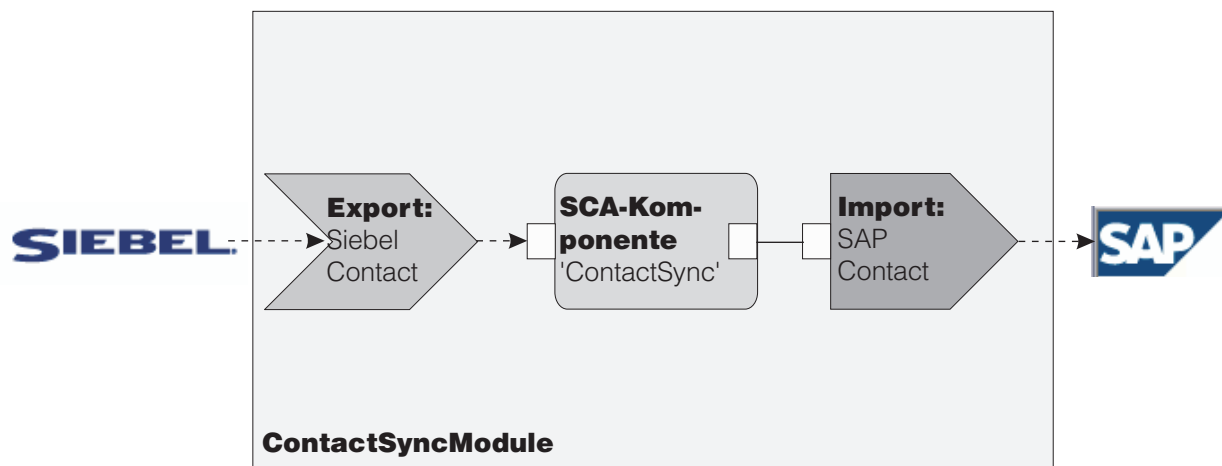 SIEBEL.
Export:
Siebel
Contact
SCA-Kom-
ponente
'ContactSync'
Import:
SAP
Contact
SAP
ContactSyncModule